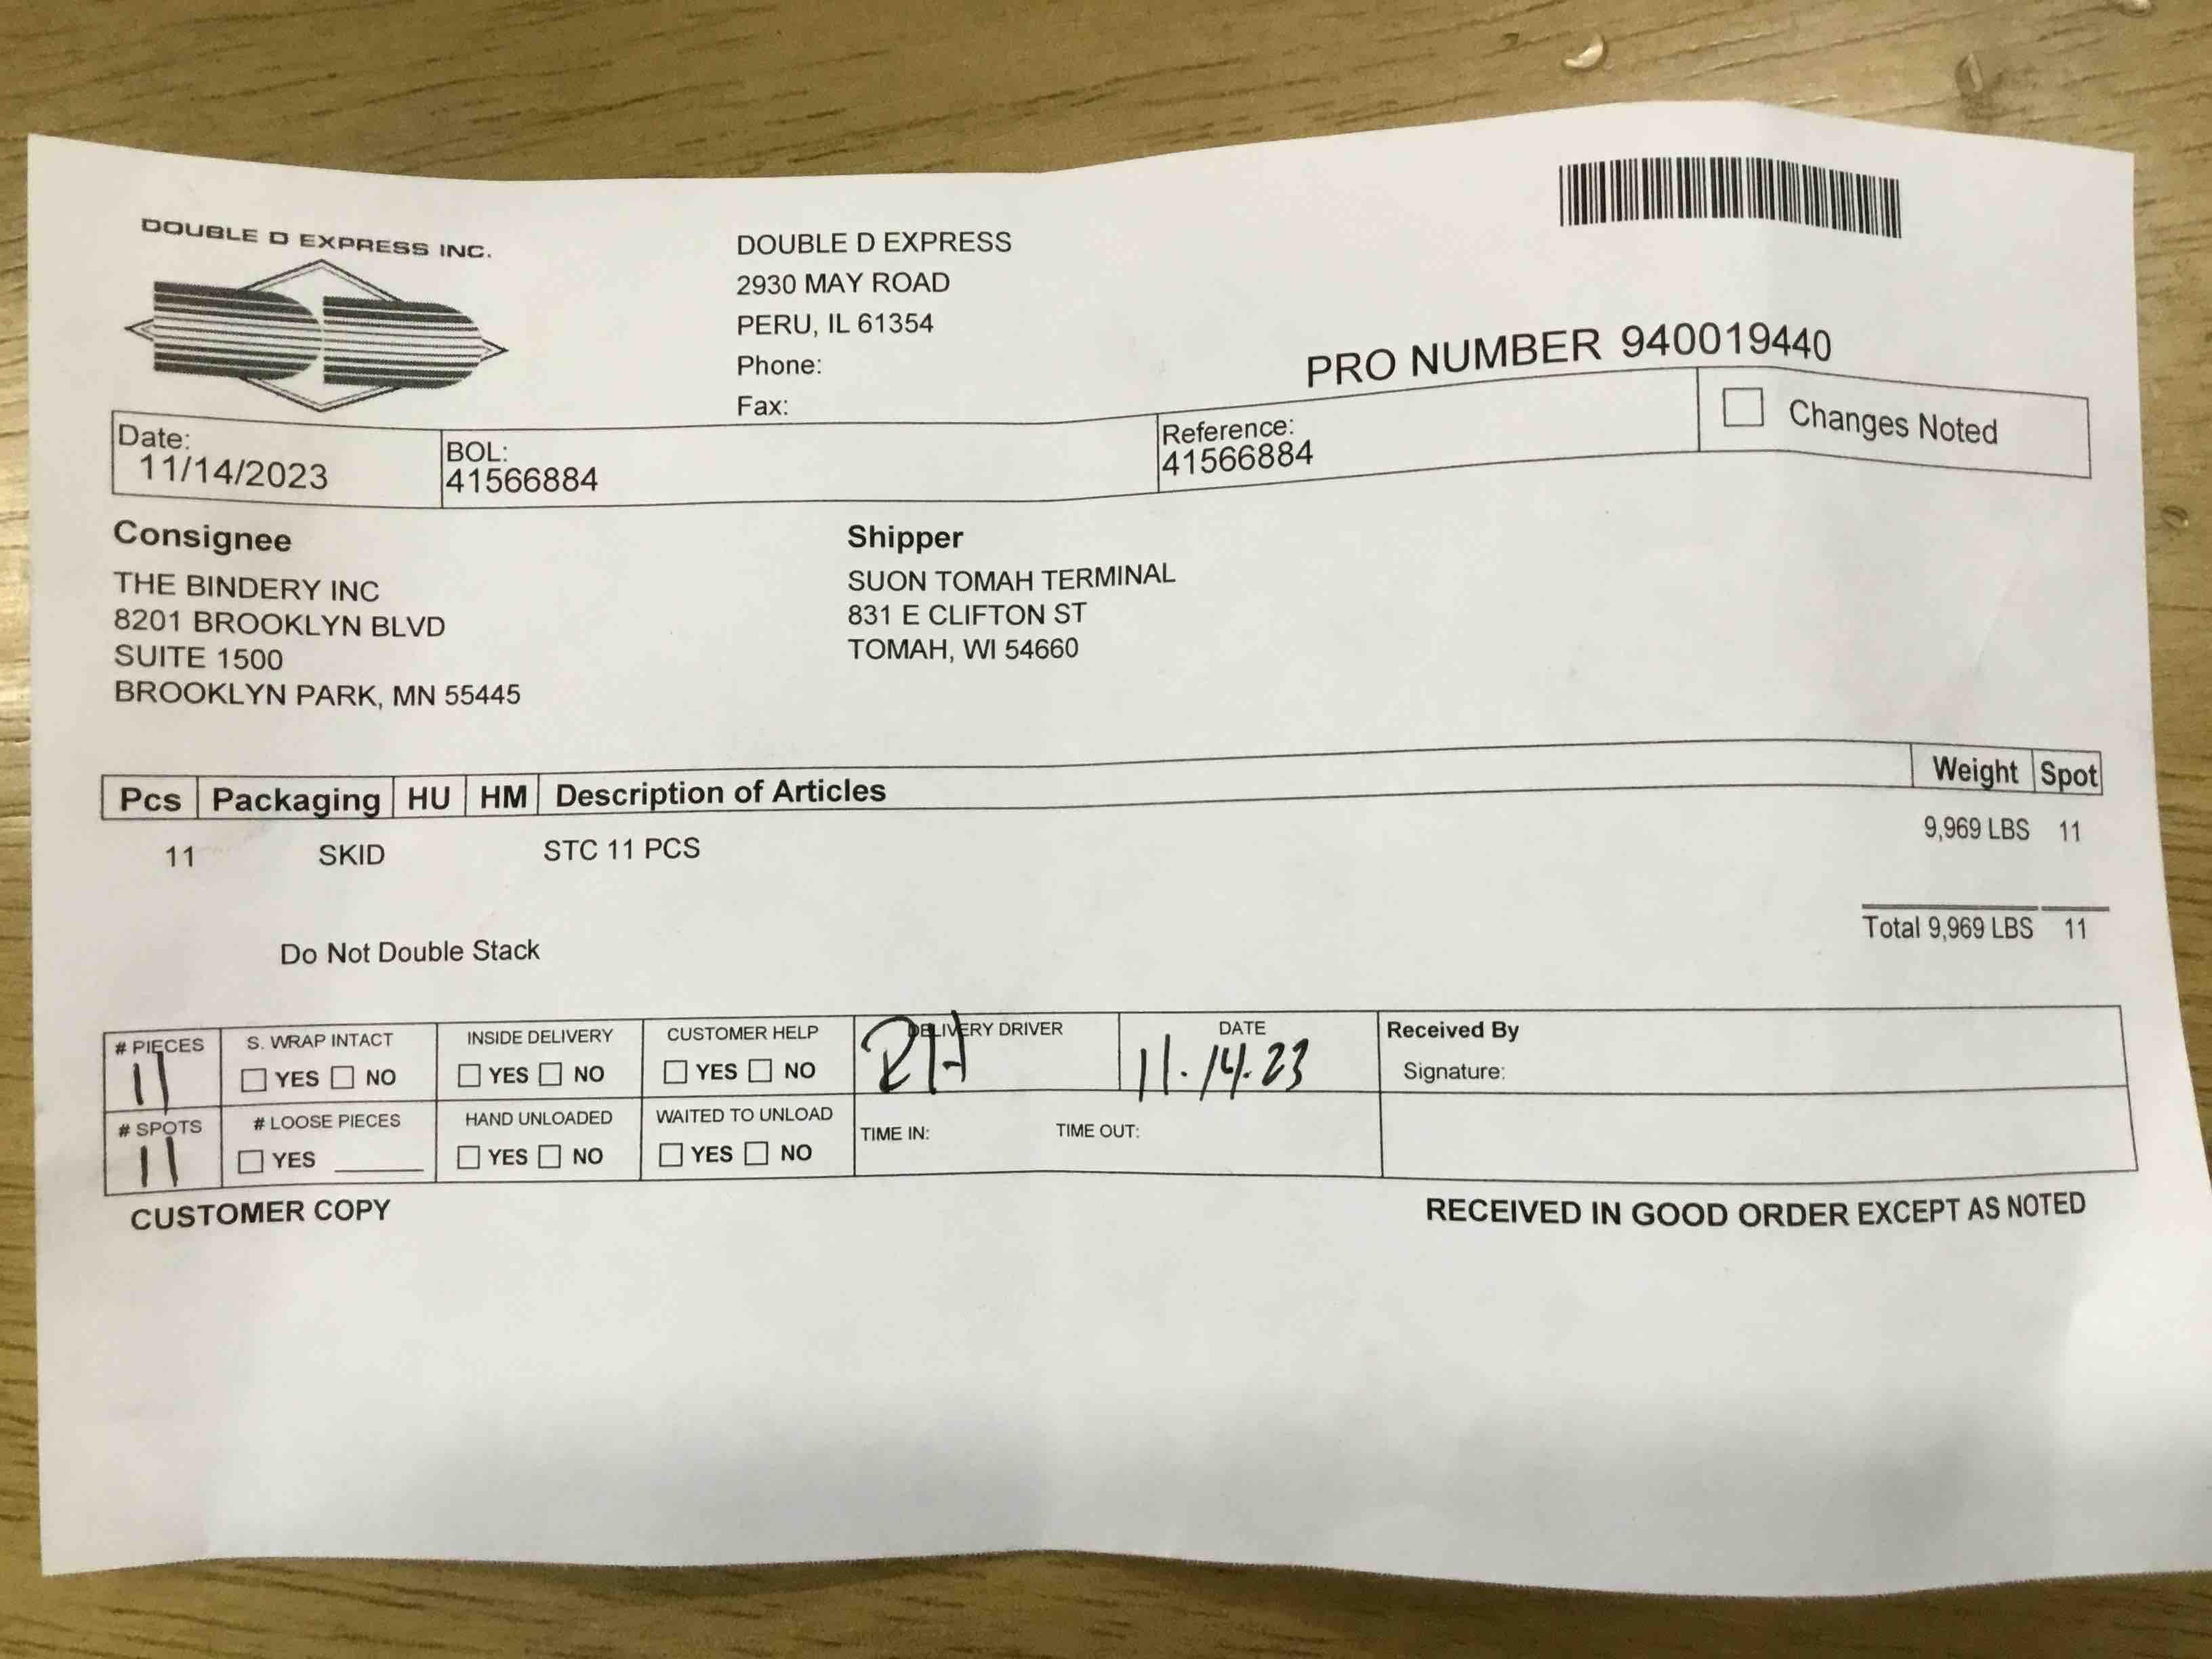 DOUBLE D EXPRESS INC.
DOUBLE D EXPRESS
2930 MAY ROAD
PERU, IL 61354
Phone:
Fax:
PRO NUMBER 940019440
Date:
11/14/2023
BOL:
41566884
Reference:
41566884
Changes Noted
Consignee
THE BINDERY INC
8201 BROOKLYN BLVD
SUITE 1500
BROOKLYN PARK, MN 55445
Shipper
SUON TOMAH TERMINAL
831 E CLIFTON ST
TOMAH, WI 54660
Pcs Packaging HU HM Description of Articles Weight Spot
11 SKID STC 11 PCS 9,969 LBS 11
Total 9,969 LBS 11
Do Not Double Stack
# PIECES
11
S. WRAP INTACT
YES NO
INSIDE DELIVERY
YES NO
CUSTOMER HELP
YES NO
DELIVERY DRIVER
DATE
11.14.23
Received By
Signature:
# SPOTS
11
# LOOSE PIECES
YES
HAND UNLOADED
YES NO
WAITED TO UNLOAD
YES NO
TIME IN: TIME OUT:
CUSTOMER COPY
RECEIVED IN GOOD ORDER EXCEPT AS NOTED